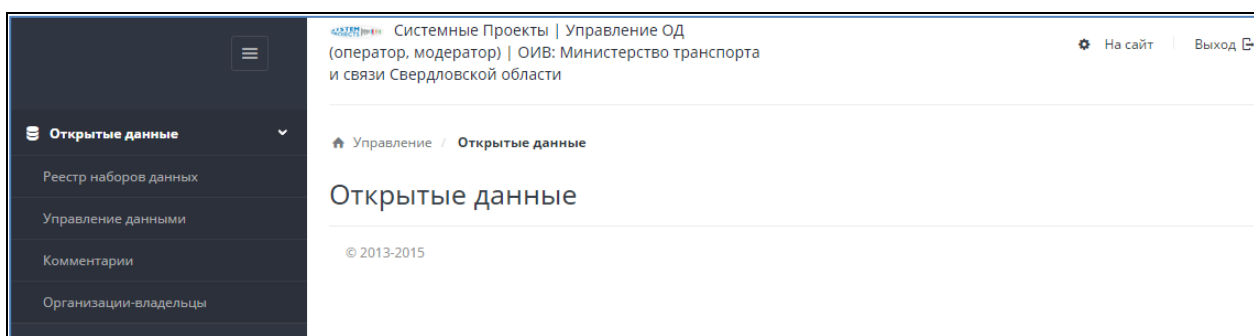 Системные Проекты | Управление ОД
(оператор, модератор) | ОИВ: Министерство транспорта
и связи Свердловской области
На сайт
Выход
Открытые данные
Реестр наборов данных
Управление данными
Комментарии
Организации-владельцы
Управление / Открытые данные
Открытые данные
© 2013-2015